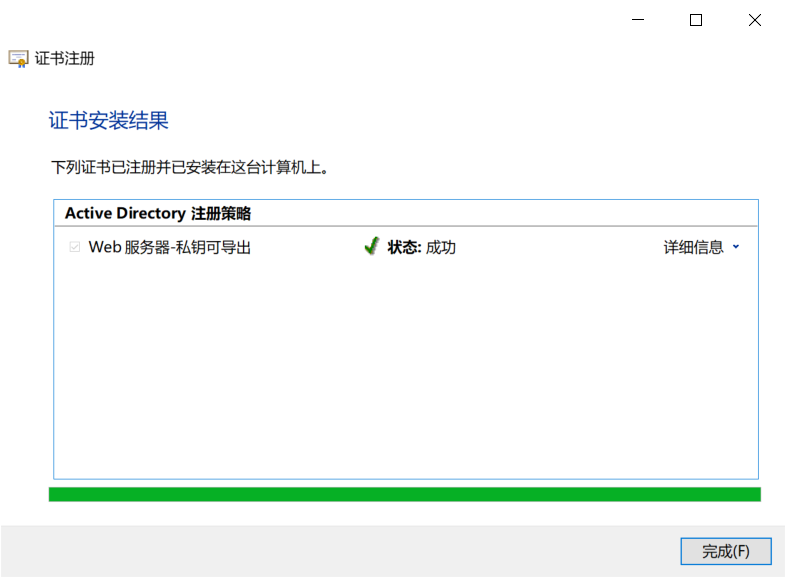 证书注册
证书安装结果
下列证书已注册并已安装在这台计算机上。
Active Directory 注册策略
Web 服务器-私钥可导出 状态: 成功 详细信息
完成(F)